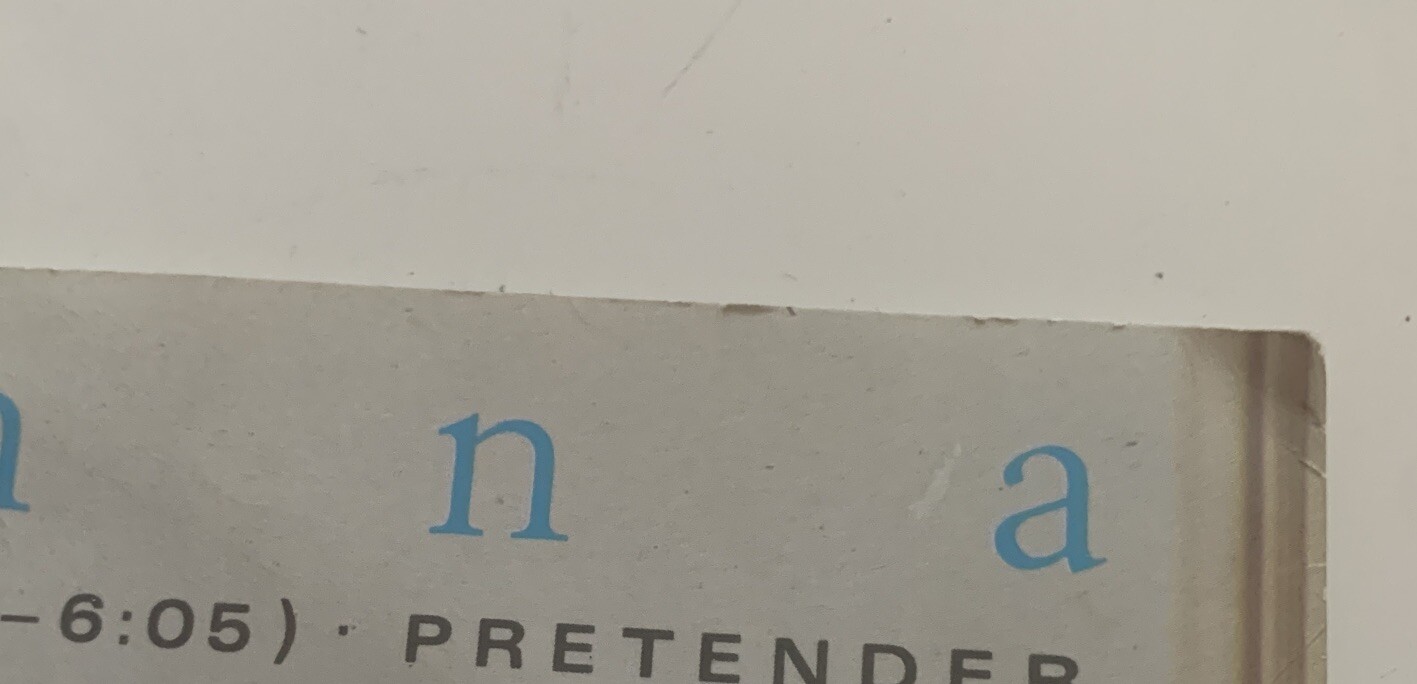 n n a
–6:05) · PRETENDER